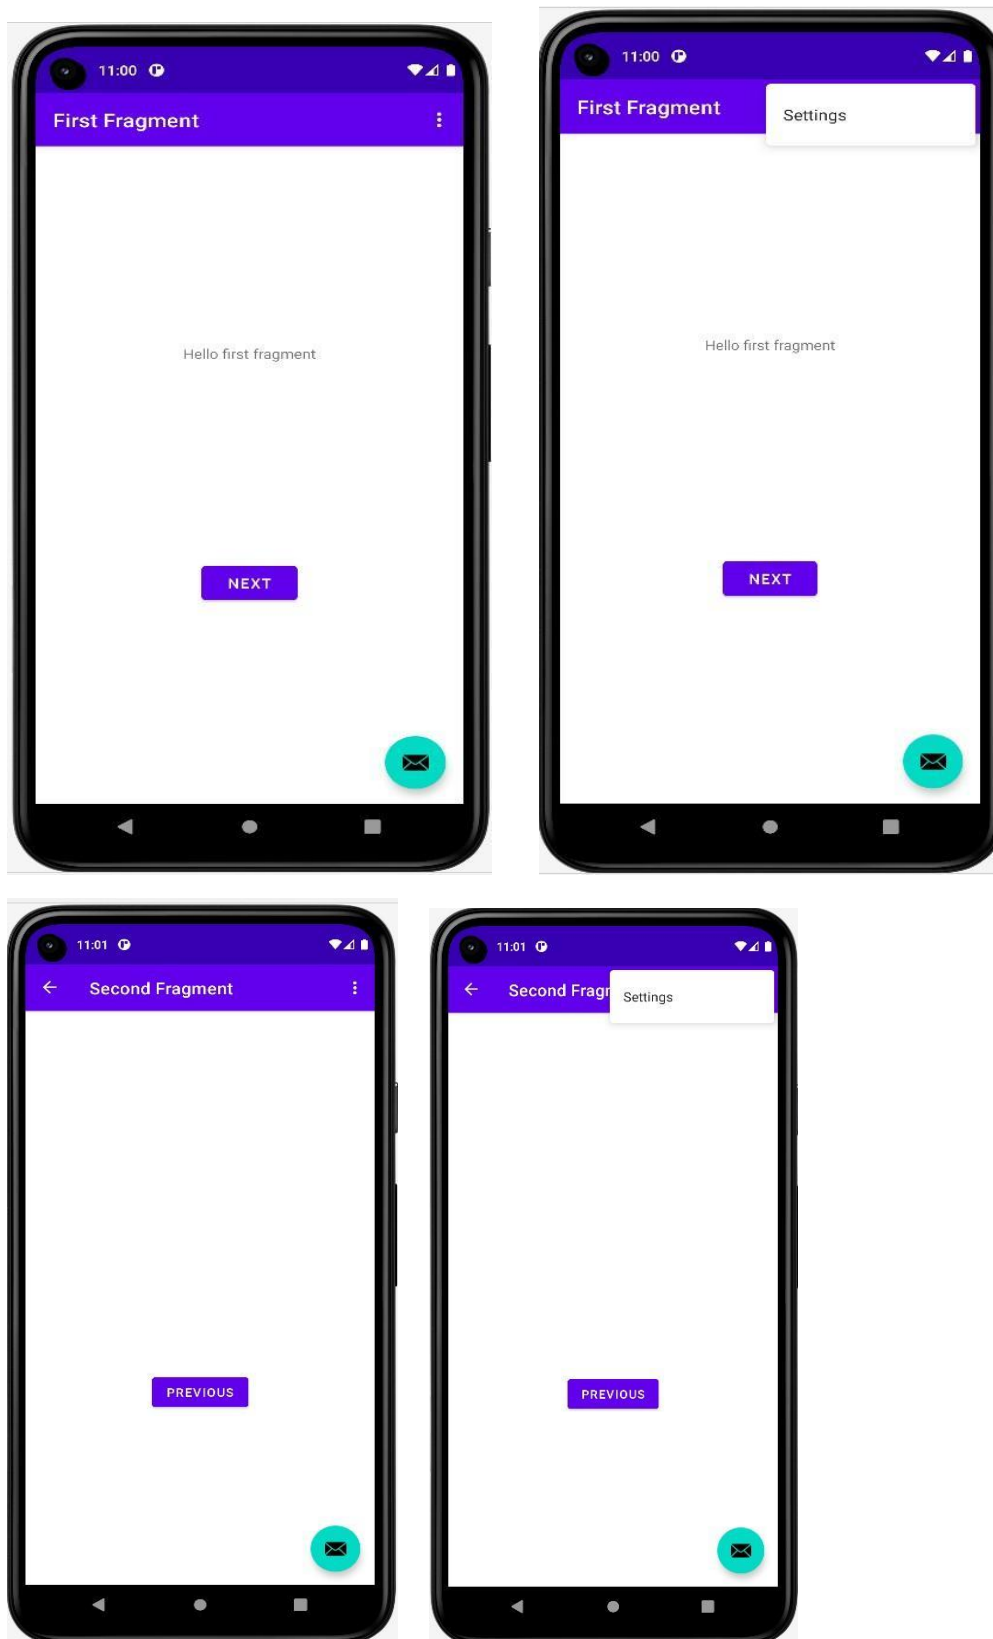 11:00
First Fragment
Hello first fragment
NEXT
11:00
First Fragment
Settings
Hello first fragment
NEXT
11:01
Second Fragment
PREVIOUS
11:01
Second Fragr
Settings
PREVIOUS